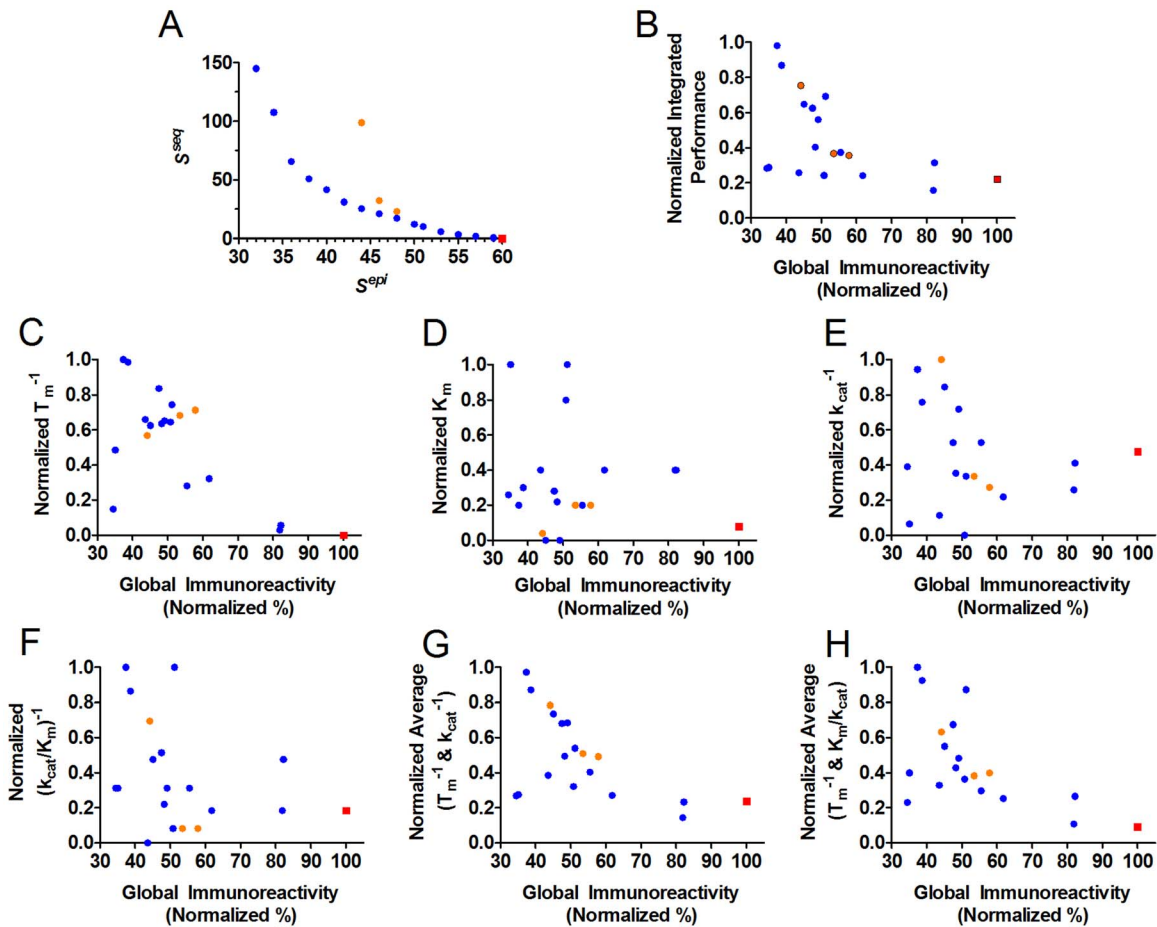 A
150
100
50
0
S^seq
30 35 40 45 50 55 60
S^epi
B
1.0
0.8
0.6
0.4
0.2
0.0
Normalized Integrated
Performance
30 40 50 60 70 80 90 100
Global Immunoreactivity
(Normalized %)
C
1.0
0.8
0.6
0.4
0.2
0.0
Normalized T_m^-1
30 40 50 60 70 80 90 100
Global Immunoreactivity
(Normalized %)
D
1.0
0.8
0.6
0.4
0.2
0.0
Normalized K_m
30 40 50 60 70 80 90 100
Global Immunoreactivity
(Normalized %)
E
1.0
0.8
0.6
0.4
0.2
0.0
Normalized k_cat^-1
30 40 50 60 70 80 90 100
Global Immunoreactivity
(Normalized %)
F
1.0
0.8
0.6
0.4
0.2
0.0
Normalized
(k_cat/K_m)^-1
30 40 50 60 70 80 90 100
Global Immunoreactivity
(Normalized %)
G
1.0
0.8
0.6
0.4
0.2
0.0
Normalized Average
(T_m^-1 & k_cat^-1)
30 40 50 60 70 80 90 100
Global Immunoreactivity
(Normalized %)
H
1.0
0.8
0.6
0.4
0.2
0.0
Normalized Average
(T_m^-1 & K_m/k_cat)
30 40 50 60 70 80 90 100
Global Immunoreactivity
(Normalized %)